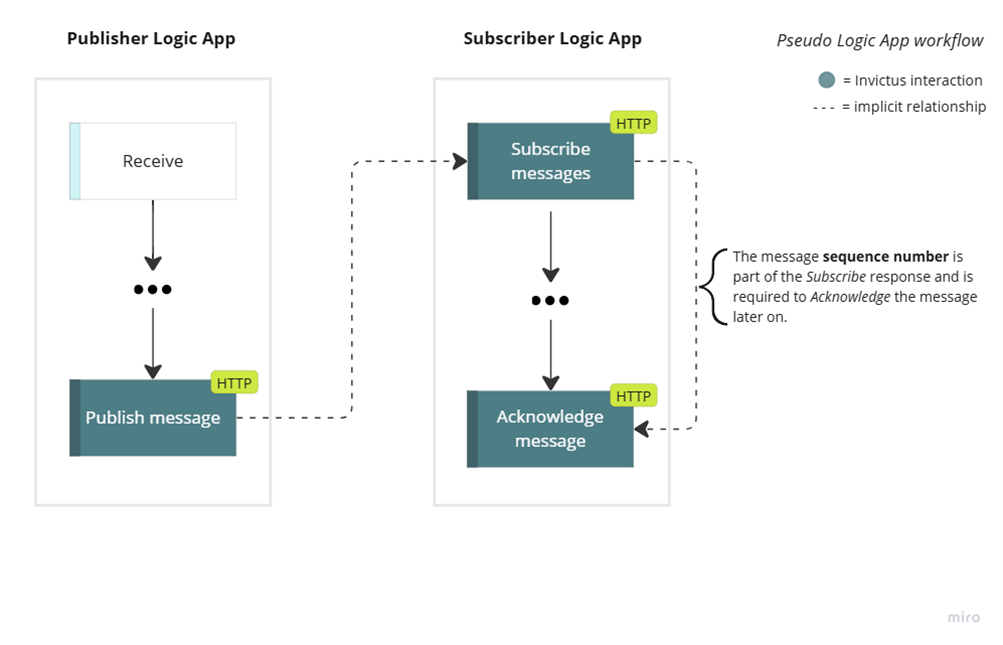 Publisher Logic App
Subscriber Logic App
Pseudo Logic App workflow
= Invictus interaction
--- = implicit relationship
Receive
Publish message
HTTP
Subscribe
messages
HTTP
Acknowledge
message
HTTP
The message sequence number is
part of the Subscribe response and is
required to Acknowledge the message
later on.
miro